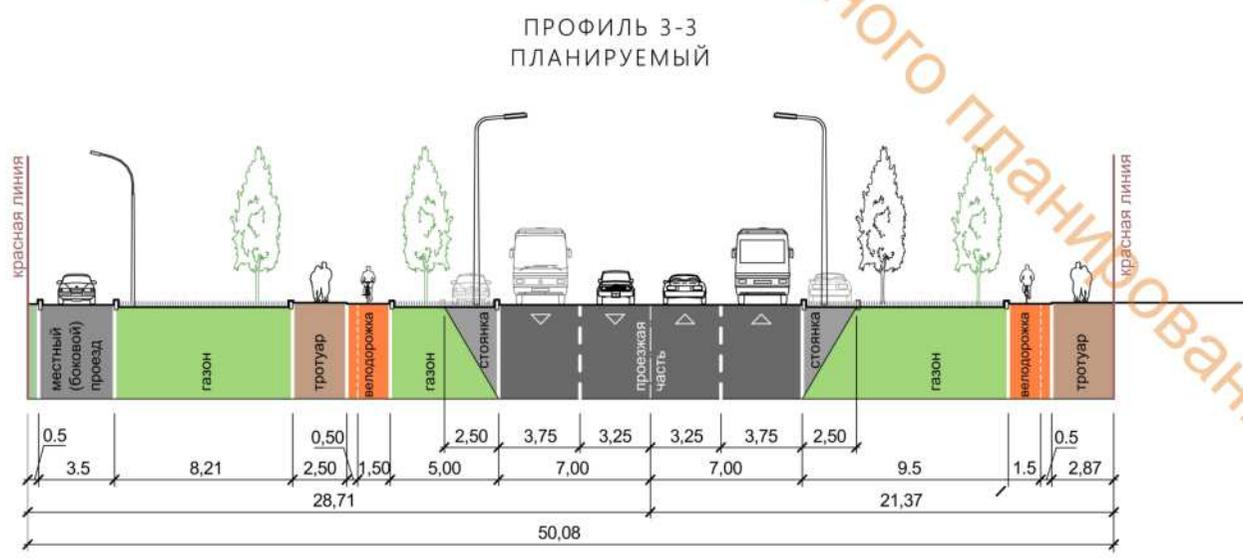 ПРОФИЛЬ 3-3
ПЛАНИРУЕМЫЙ
ного планирован
красная линия
красная линия
местный
(боковой)
проезд
газон
тротуар
велодорожка
газон
стоянка
проезжая
часть
стоянка
газон
велодорожка
тротуар
0.5
0,50
2,50
3,75
3,25
3,25
3,75
2,50
0.5
3.5
8,21
2,50
1,50
5,00
7,00
7,00
9.5
1.5
2,87
28,71
21,37
50,08